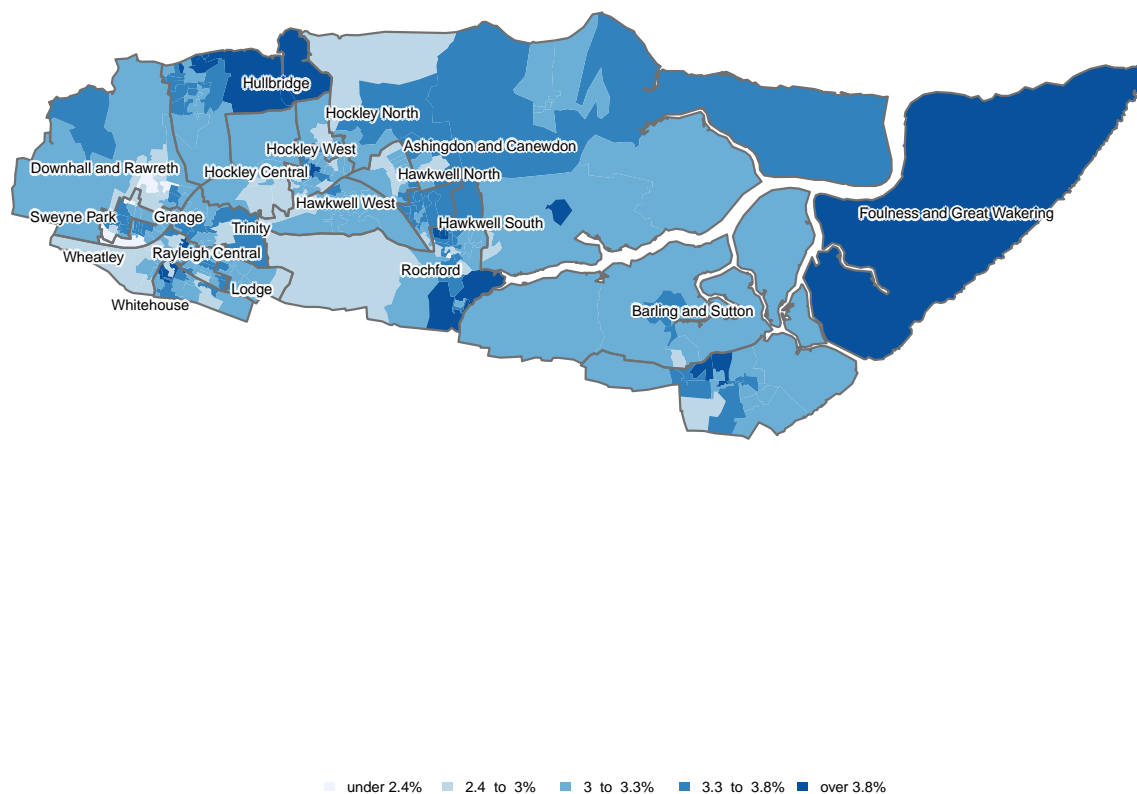 Hullbridge
Hockley North
Hockley West
Ashingdon and Canewdon
Downhall and Rawreth
Hockley Central
Hawkwell North
Hawkwell West
Foulness and Great Wakering
Sweyne Park
Grange
Trinity
Hawkwell South
Wheatley
Rayleigh Central
Rochford
Lodge
Whitehouse
Barling and Sutton
under 2.4%
2.4 to 3%
3 to 3.3%
3.3 to 3.8%
over 3.8%